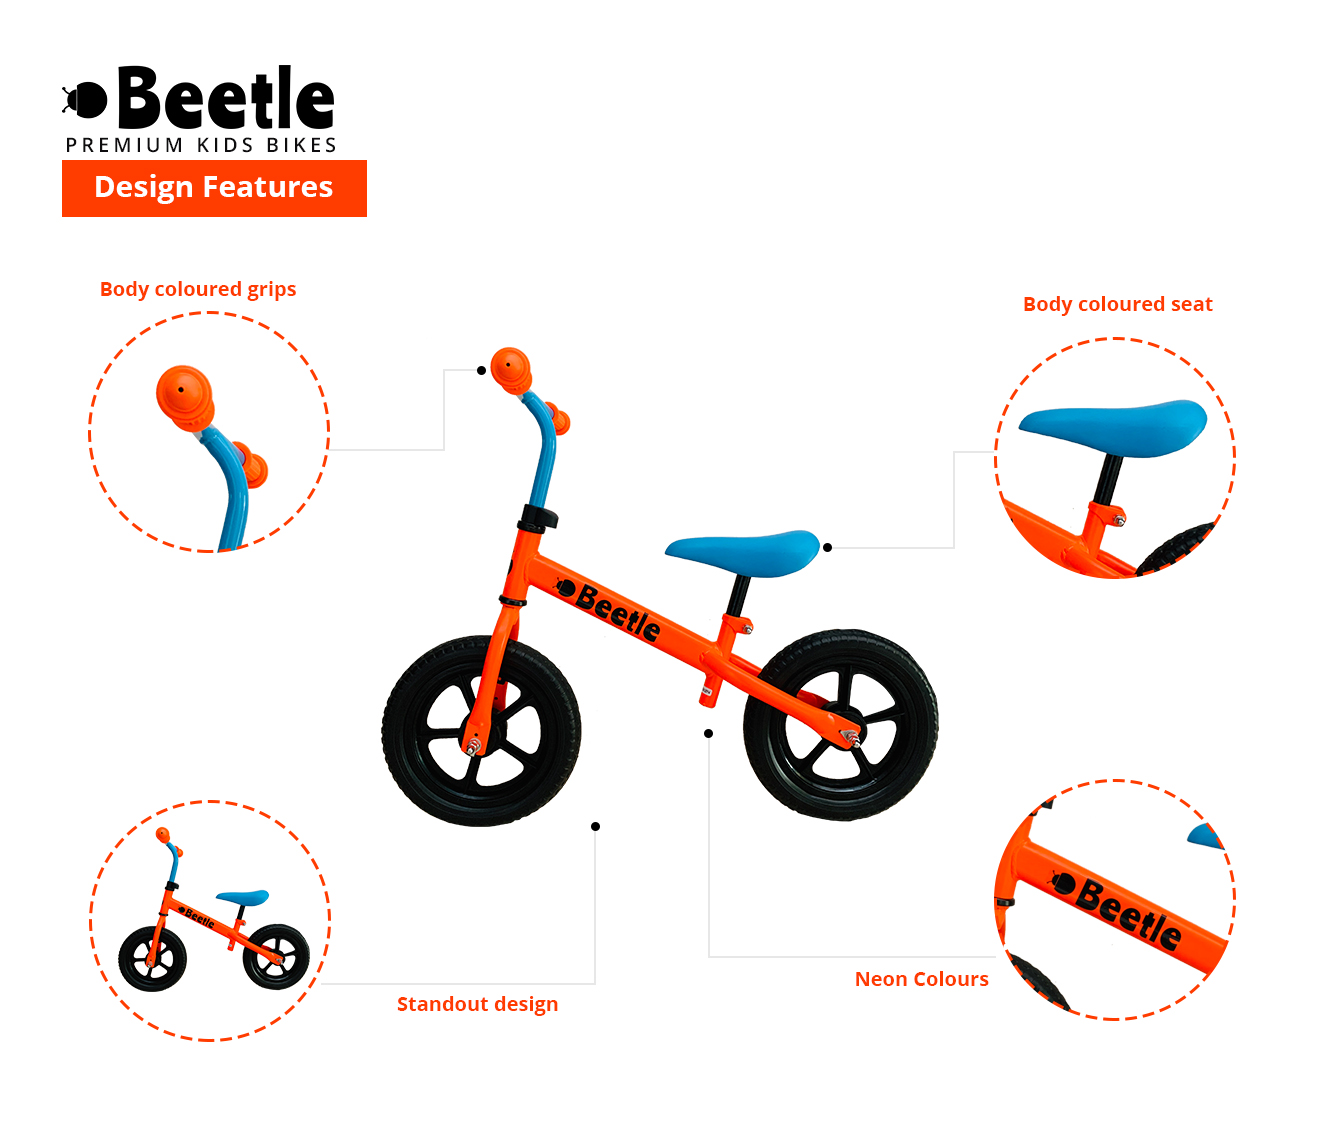 Beetle
PREMIUM KIDS BIKES
Design Features
Body coloured grips
Body coloured seat
Beetle
Beetle
Beetle
Neon Colours
Standout design